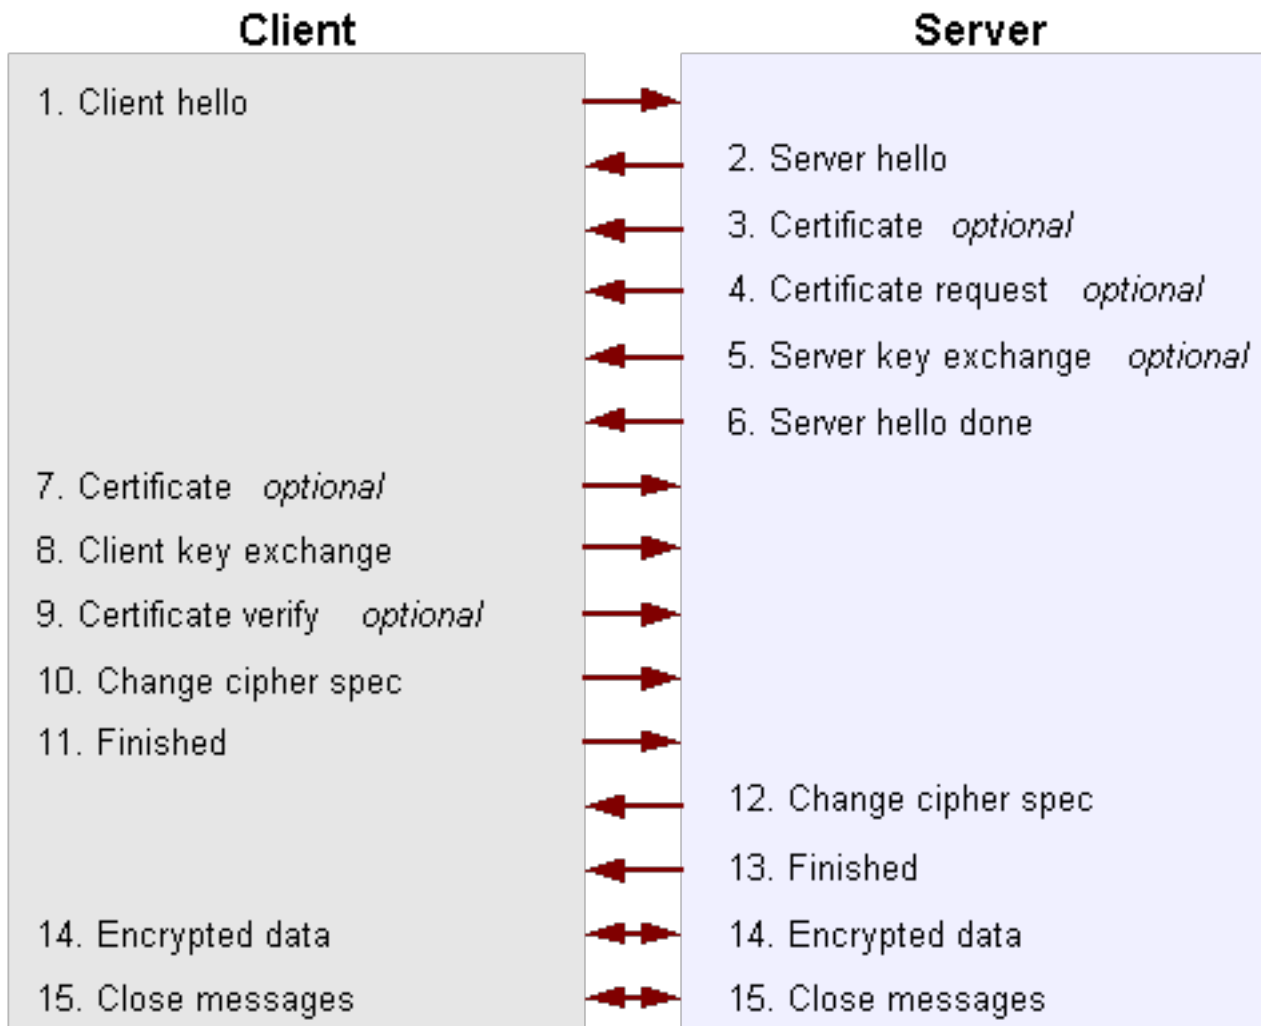 Client Server
1. Client hello
2. Server hello
3. Certificate optional
4. Certificate request optional
5. Server key exchange optional
6. Server hello done
7. Certificate optional
8. Client key exchange
9. Certificate verify optional
10. Change cipher spec
11. Finished
12. Change cipher spec
13. Finished
14. Encrypted data 14. Encrypted data
15. Close messages 15. Close messages